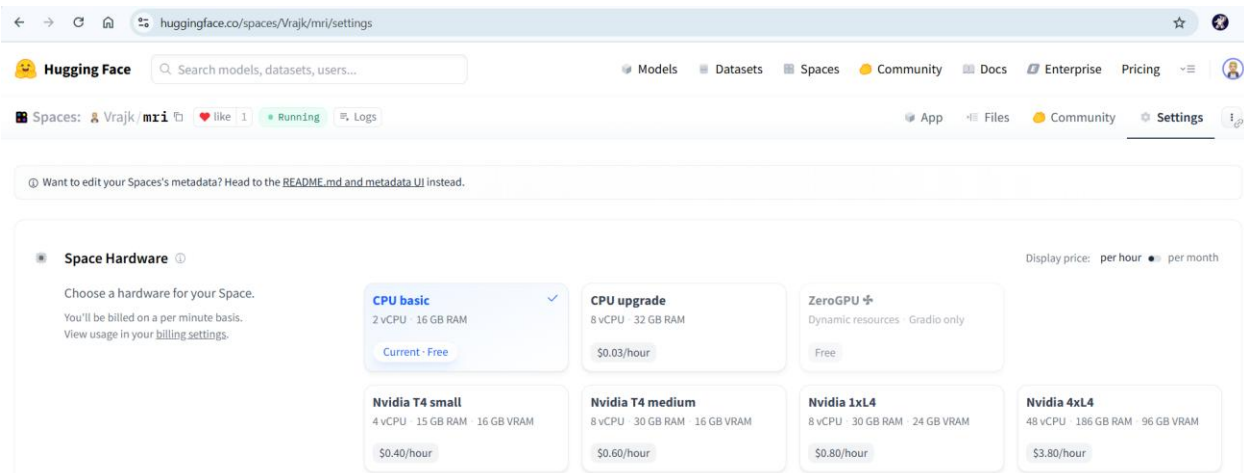 huggingface.co/spaces/Vrajk/mri/settings
Hugging Face
Search models, datasets, users...
Models
Datasets
Spaces
Community
Docs
Enterprise
Pricing
Spaces:
Vrajk/mri
like 1
Running
Logs
App
Files
Community
Settings
Want to edit your Spaces's metadata? Head to the README.md and metadata UI instead.
Space Hardware
Display price: per hour per month
Choose a hardware for your Space.
You'll be billed on a per minute basis.
View usage in your billing settings.
CPU basic
2 vCPU · 16 GB RAM
Current · Free
CPU upgrade
8 vCPU · 32 GB RAM
$0.03/hour
ZeroGPU
Dynamic resources · Gradio only
Free
Nvidia T4 small
4 vCPU · 15 GB RAM · 16 GB VRAM
$0.40/hour
Nvidia T4 medium
8 vCPU · 30 GB RAM · 16 GB VRAM
$0.60/hour
Nvidia 1xL4
8 vCPU · 30 GB RAM · 24 GB VRAM
$0.80/hour
Nvidia 4xL4
48 vCPU · 186 GB RAM · 96 GB VRAM
$3.80/hour